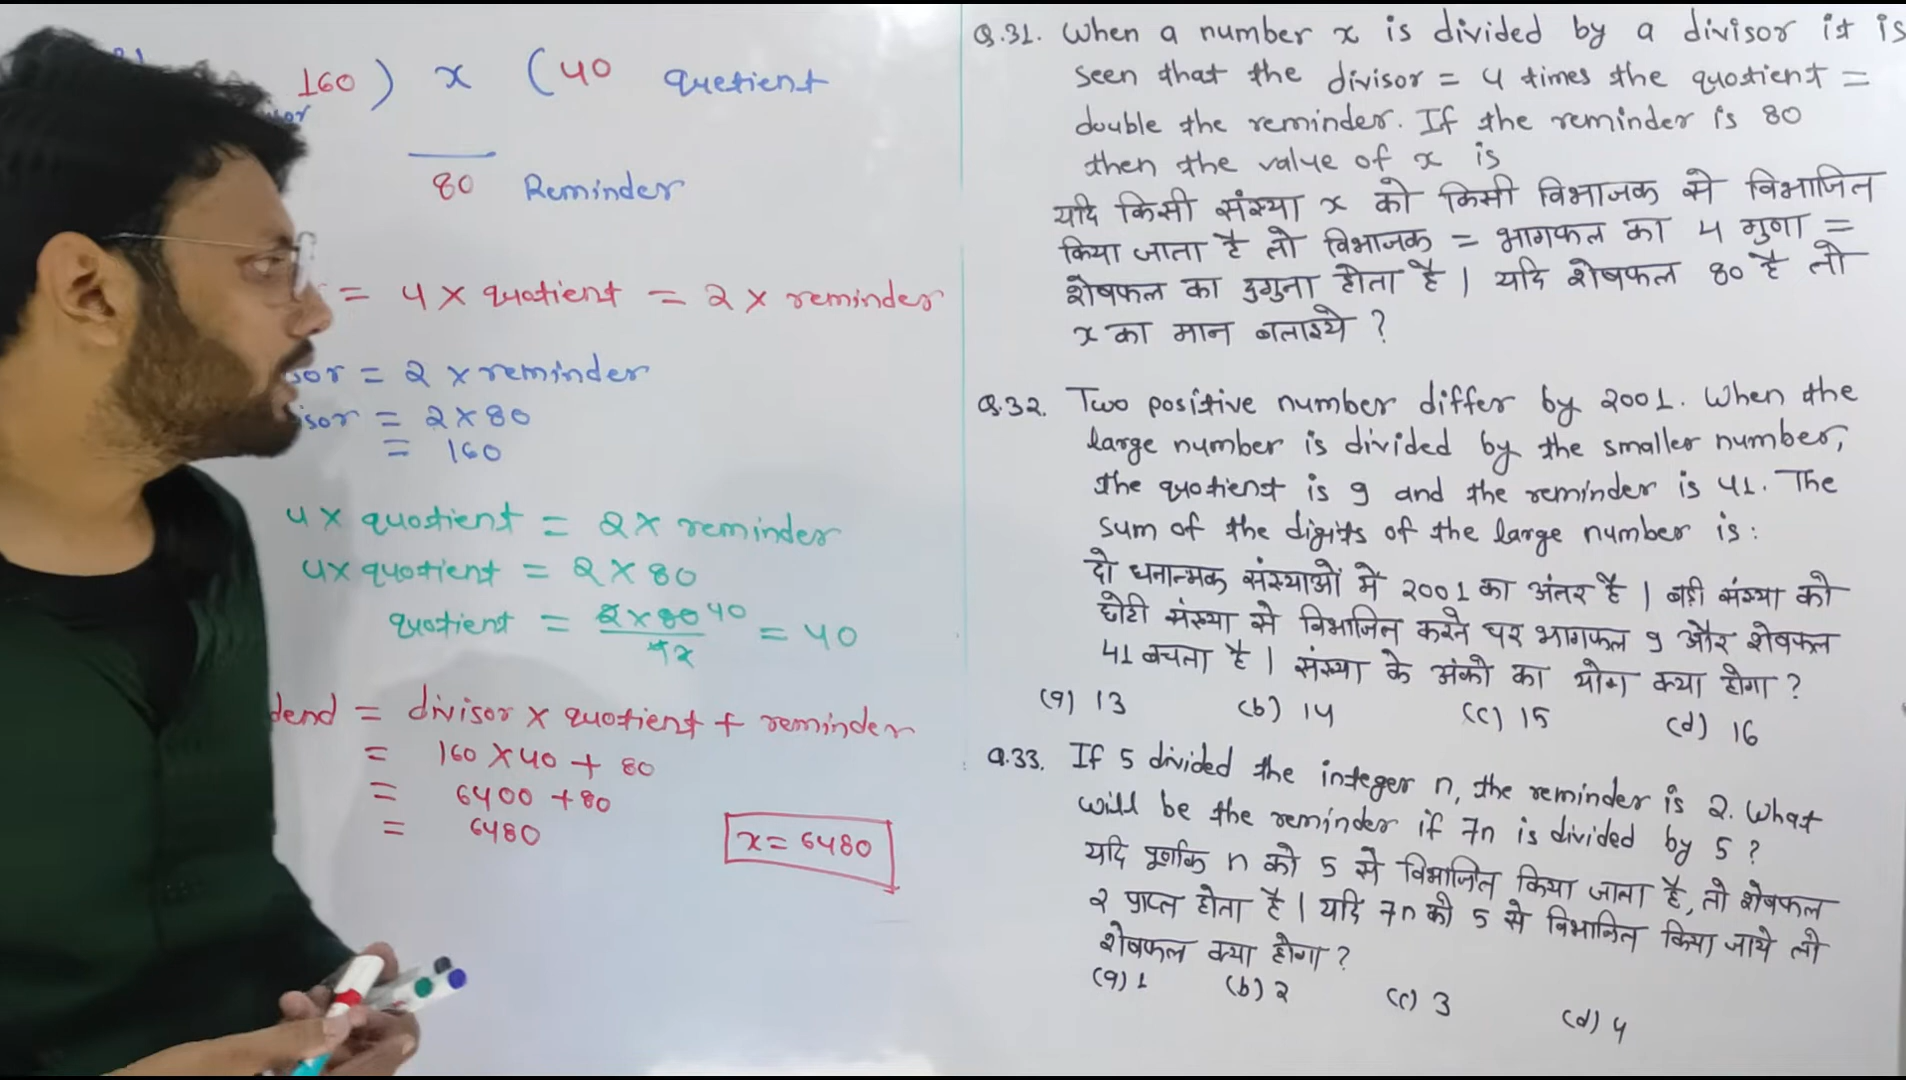 160 ) x ( 40 quetient
80 Reminder
= 4 × quotient = 2 × reminder
sor = 2 × reminder
isor = 2 × 80
= 160
4 × quotient = 2 × reminder
4 × quotient = 2 × 80
quotient = 2 × 80 40 / 4 2 = 40
dend = divisor × quotient + reminder
= 160 × 40 + 80
= 6400 + 80
= 6480
x = 6480
Q.31. When a number x is divided by a divisor it is
seen that the divisor = 4 times the quotient =
double the reminder. If the reminder is 80
then the value of x is
यदि किसी संख्या x को किसी विभाजक से विभाजित
किया जाता है तो विभाजक = भागफल का 4 गुणा =
शेषफल का दुगुना होता है | यदि शेषफल 80 है तो
x का मान बताइये ?
Q.32. Two positive number differ by 2001. When the
large number is divided by the smaller number,
the quotient is 9 and the reminder is 41. The
sum of the digits of the large number is :
दो धनात्मक संख्याओं में 2001 का अंतर है | बड़ी संख्या को
छोटी संख्या से विभाजित करने पर भागफल 9 और शेषफल
41 बचता है | संख्या के अंको का योग क्या होगा ?
(a) 13 (b) 14 (c) 15 (d) 16
Q.33. If 5 divided the integer n, the reminder is 2. What
will be the reminder if 7n is divided by 5 ?
यदि पूर्णांक n को 5 से विभाजित किया जाता है, तो शेषफल
2 प्राप्त होता है | यदि 7n को 5 से विभाजित किया जाये तो
शेषफल क्या होगा ?
(a) 1 (b) 2 (c) 3 (d) 4